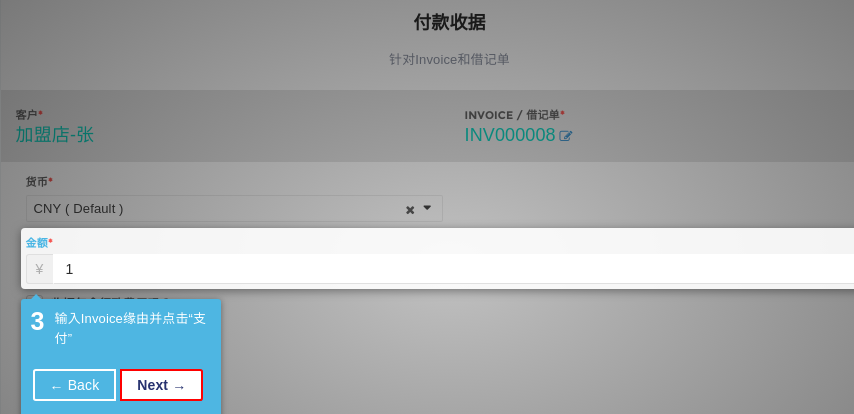 付款收据
针对Invoice和借记单
客户*
加盟店-张
INVOICE / 借记单*
INV000008
货币*
CNY ( Default )
金额*
¥ 1
3 输入Invoice缘由并点击“支
付”
← Back Next →